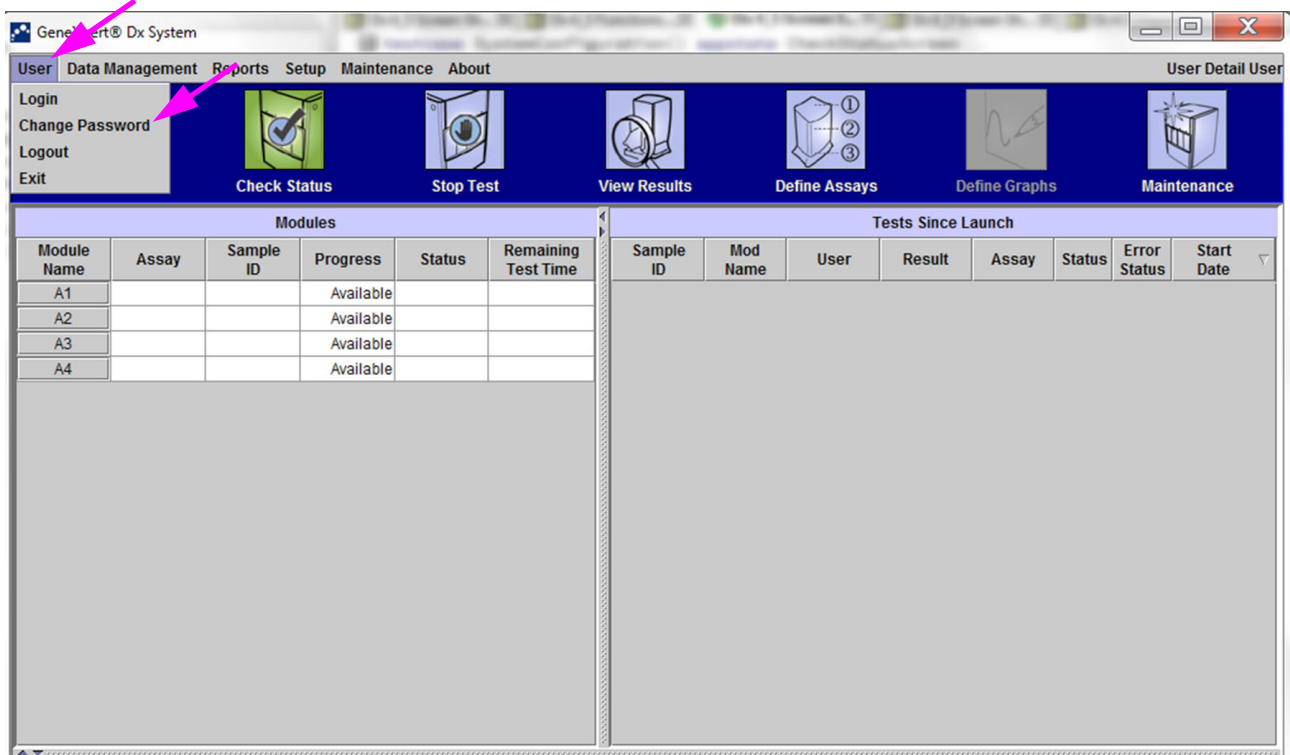 GeneXpert® Dx System
User Data Management Reports Setup Maintenance About User Detail User
Login
Change Password
Logout
Exit
Check Status Stop Test View Results Define Assays Define Graphs Maintenance
1
2
3
Modules
Module Name Assay Sample ID Progress Status Remaining Test Time
A1 Available
A2 Available
A3 Available
A4 Available
Tests Since Launch
Sample ID Mod Name User Result Assay Status Error Status Start Date